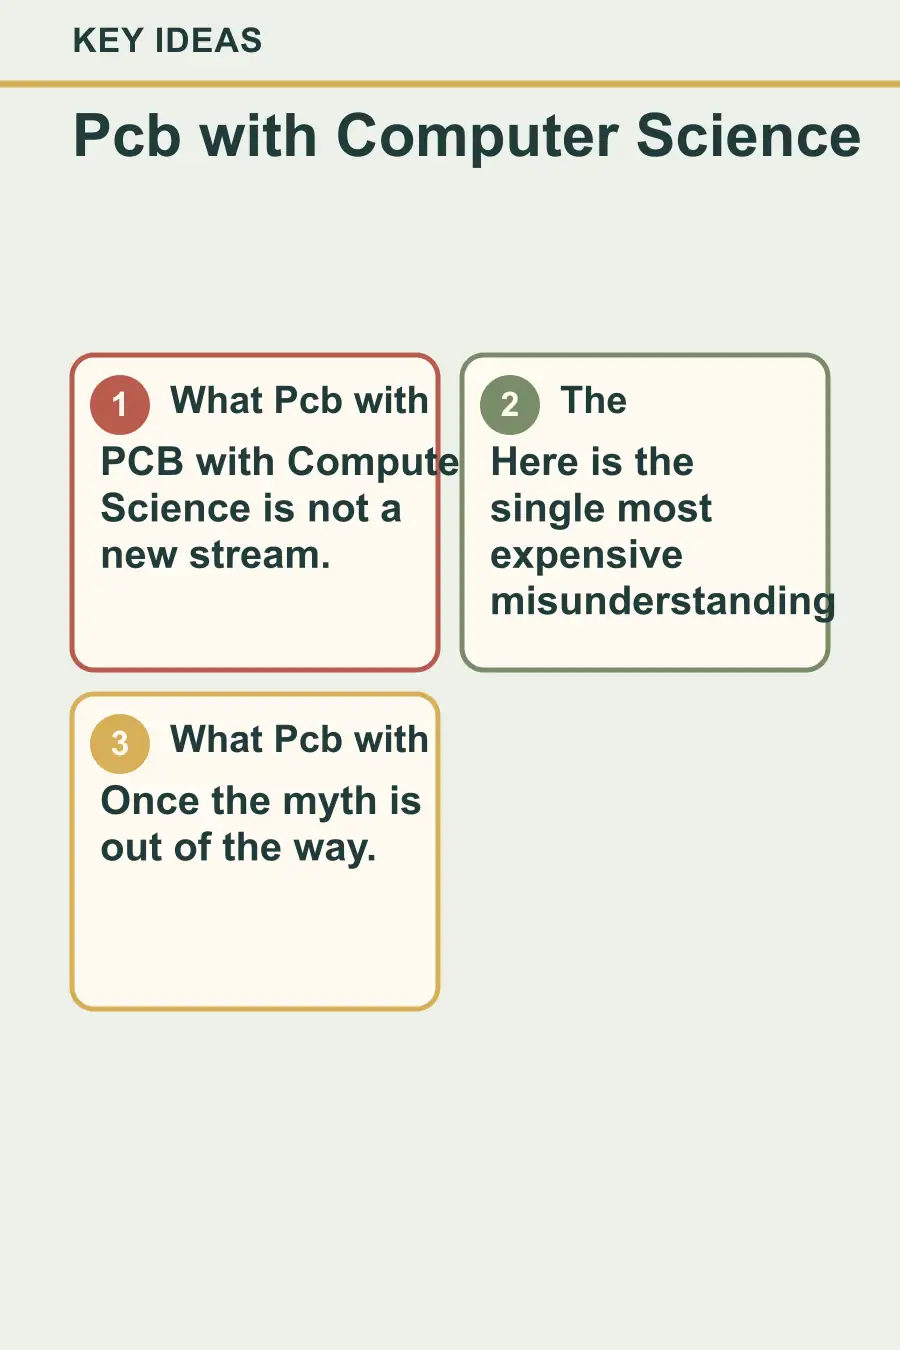 KEY IDEAS
Pcb with Computer Science
1
What Pcb with
PCB with Compute
Science is not a
new stream.
2
The
Here is the
single most
expensive
misunderstanding
3
What Pcb with
Once the myth is
out of the way.